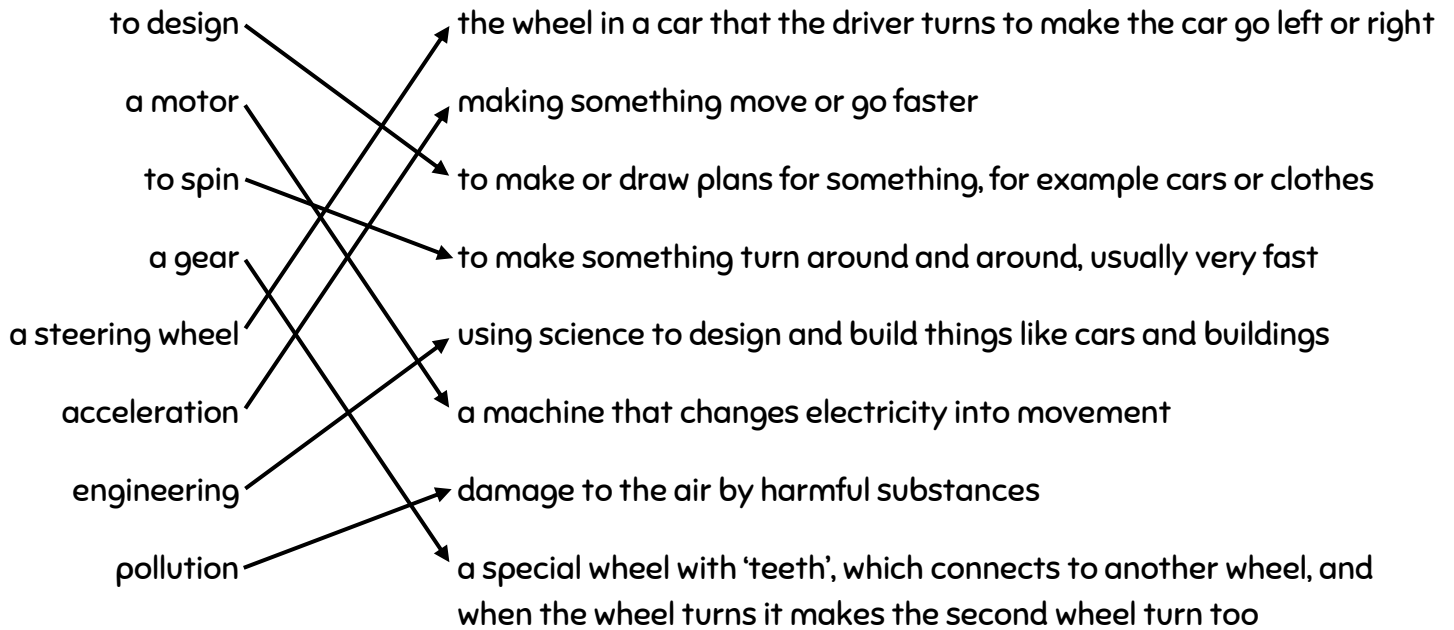 to design the wheel in a car that the driver turns to make the car go left or right
a motor making something move or go faster
to spin to make or draw plans for something, for example cars or clothes
a gear to make something turn around and around, usually very fast
a steering wheel using science to design and build things like cars and buildings
acceleration a machine that changes electricity into movement
engineering damage to the air by harmful substances
pollution a special wheel with ‘teeth’, which connects to another wheel, and
when the wheel turns it makes the second wheel turn too